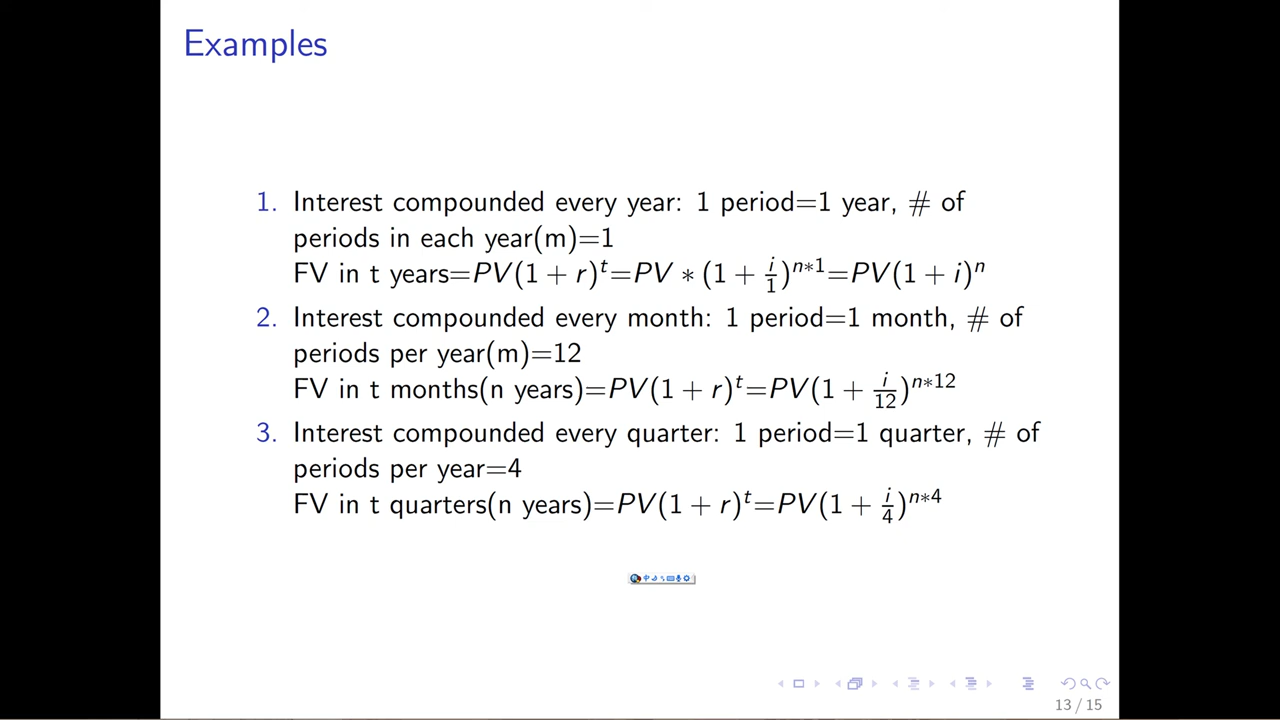 Examples
1. Interest compounded every year: 1 period=1 year, # of
periods in each year(m)=1
FV in t years=PV(1 + r)^t=PV * (1 + i/1)^{n*1}=PV(1 + i)^n
2. Interest compounded every month: 1 period=1 month, # of
periods per year(m)=12
FV in t months(n years)=PV(1 + r)^t=PV(1 + i/12)^{n*12}
3. Interest compounded every quarter: 1 period=1 quarter, # of
periods per year=4
FV in t quarters(n years)=PV(1 + r)^t=PV(1 + i/4)^{n*4}
中
13 / 15